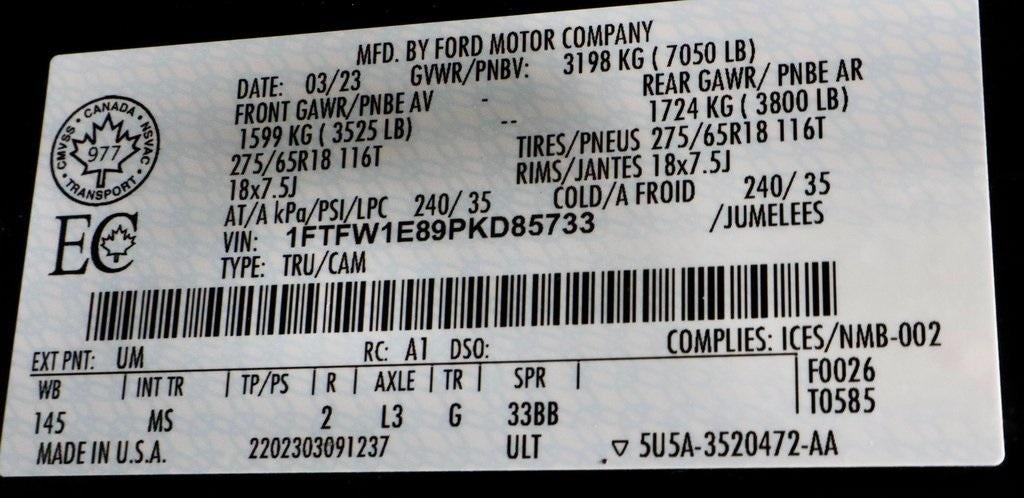 MFD. BY FORD MOTOR COMPANY
DATE: 03/23 GVWR/PNBV: 3198 KG ( 7050 LB)
FRONT GAWR/PNBE AV - REAR GAWR/ PNBE AR
1599 KG ( 3525 LB) -- 1724 KG ( 3800 LB)
275/65R18 116T TIRES/PNEUS 275/65R18 116T
18x7.5J RIMS/JANTES 18x7.5J
AT/A kPa/PSI/LPC 240/ 35 COLD/A FROID 240/ 35
VIN: 1FTFW1E89PKD85733 /JUMELEES
TYPE: TRU/CAM
CANADA
CMVSS NSVAC
977
TRANSPORT
EC
EXT PNT: UM RC: A1 DSO: COMPLIES: ICES/NMB-002
WB | INT TR | TP/PS | R | AXLE | TR | SPR | F0026
145 MS 2 L3 G 33BB T0585
MADE IN U.S.A. 2202303091237 ULT ▽ 5U5A-3520472-AA